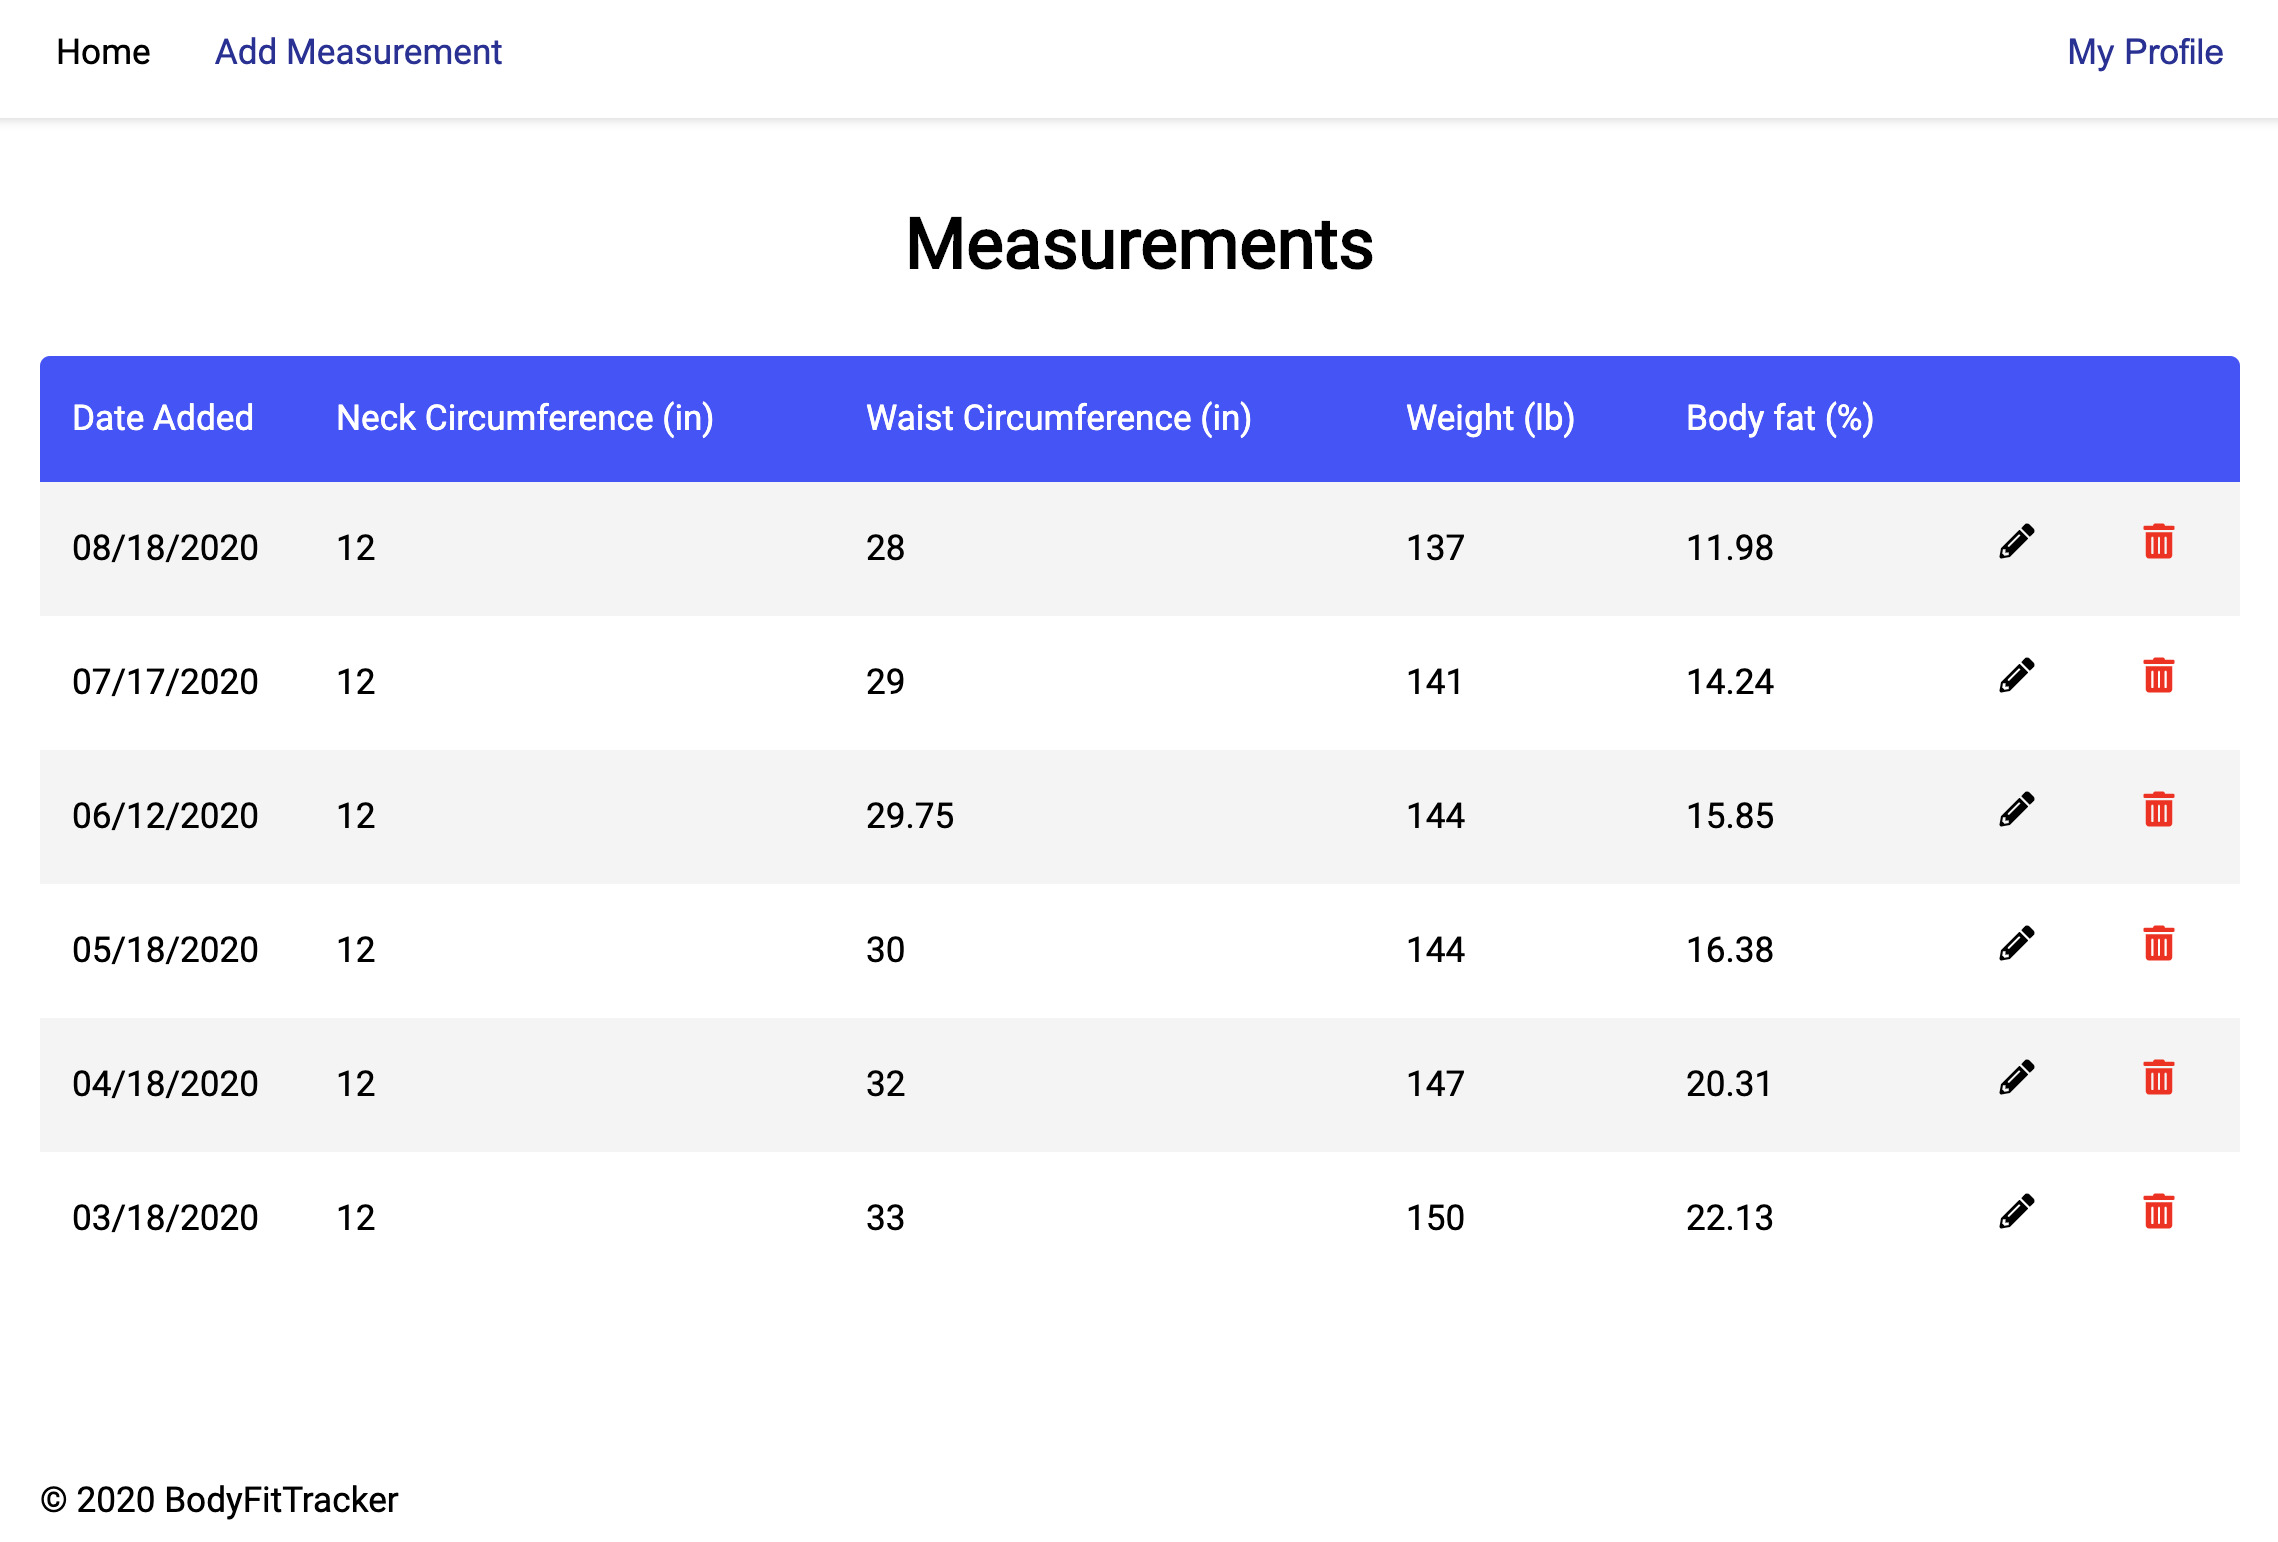 Home Add Measurement My Profile
Measurements
Date Added Neck Circumference (in) Waist Circumference (in) Weight (lb) Body fat (%)
08/18/2020 12 28 137 11.98
07/17/2020 12 29 141 14.24
06/12/2020 12 29.75 144 15.85
05/18/2020 12 30 144 16.38
04/18/2020 12 32 147 20.31
03/18/2020 12 33 150 22.13
© 2020 BodyFitTracker